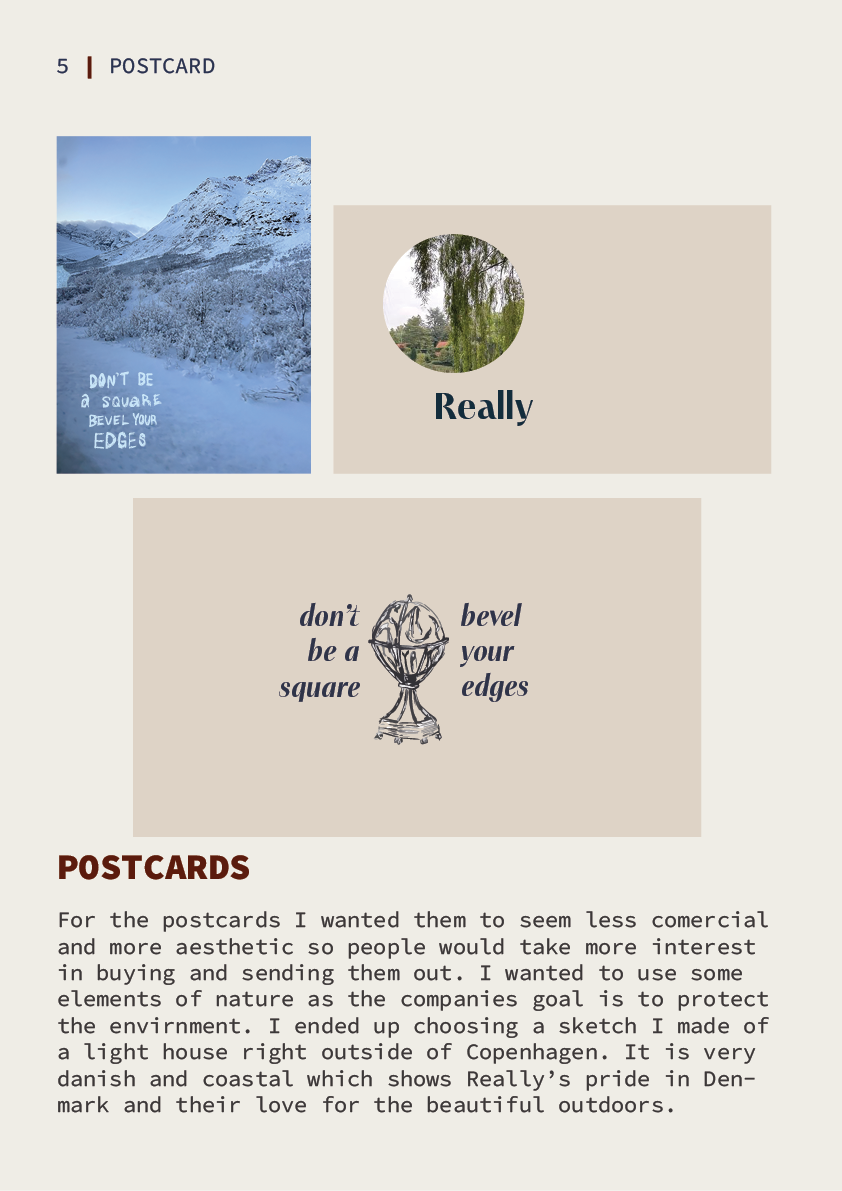 5 | POSTCARD
DON'T BE
a SQUaRE
BEVEL YOUR
EDGES
Really
don't
be a
square
bevel
your
edges
POSTCARDS
For the postcards I wanted them to seem less comercial
and more aesthetic so people would take more interest
in buying and sending them out. I wanted to use some
elements of nature as the companies goal is to protect
the envirnment. I ended up choosing a sketch I made of
a light house right outside of Copenhagen. It is very
danish and coastal which shows Really’s pride in Den-
mark and their love for the beautiful outdoors.